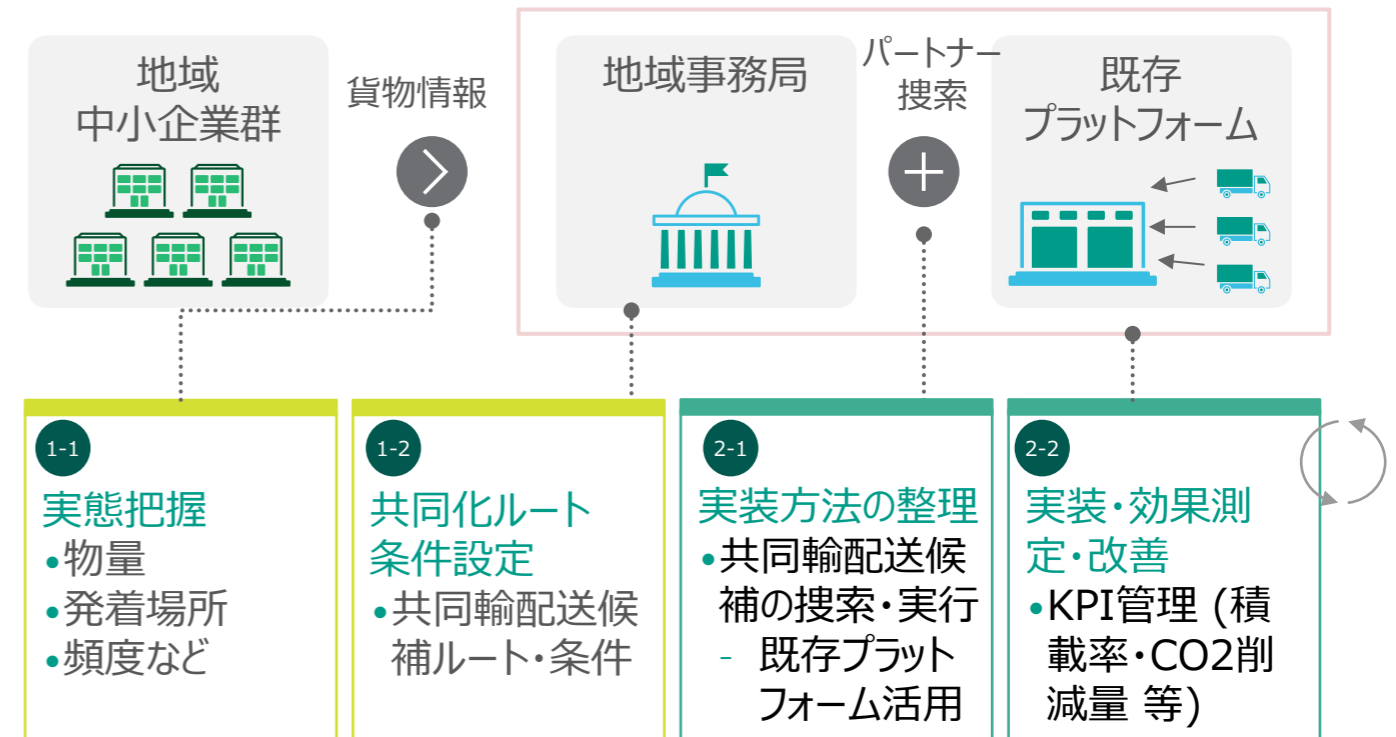 地域
中小企業群
貨物情報
地域事務局
パートナー
捜索
既存
プラットフォーム
1-1
実態把握
•物量
•発着場所
•頻度など
1-2
共同化ルート
条件設定
•共同輸配送候
補ルート・条件
2-1
実装方法の整理
•共同輸配送候
補の捜索・実行
- 既存プラット
フォーム活用
2-2
実装・効果測
定・改善
•KPI管理 (積
載率・CO2削
減量 等)